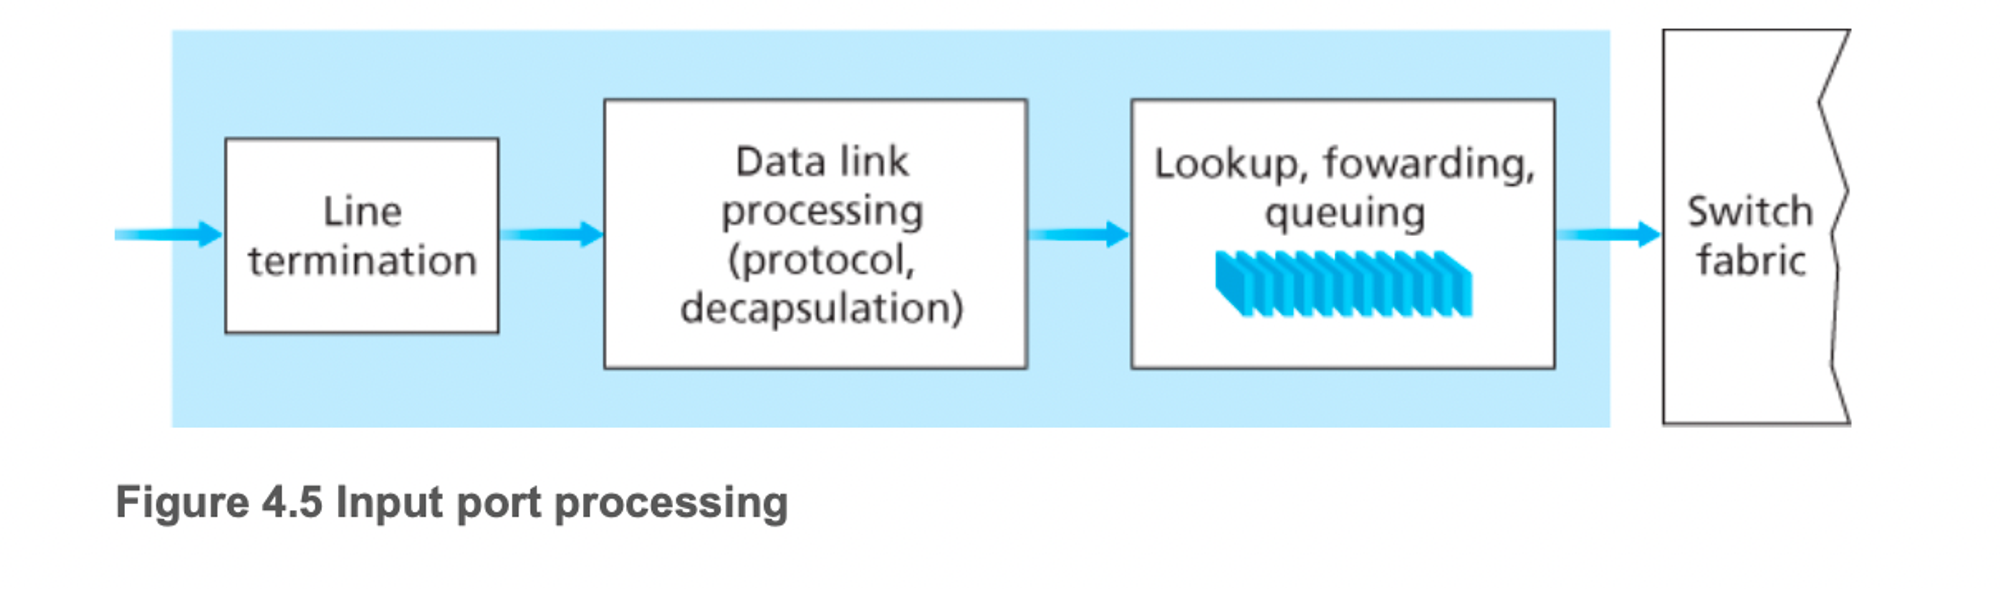 Line
termination
Data link
processing
(protocol,
decapsulation)
Lookup, fowarding,
queuing
Switch
fabric
Figure 4.5 Input port processing